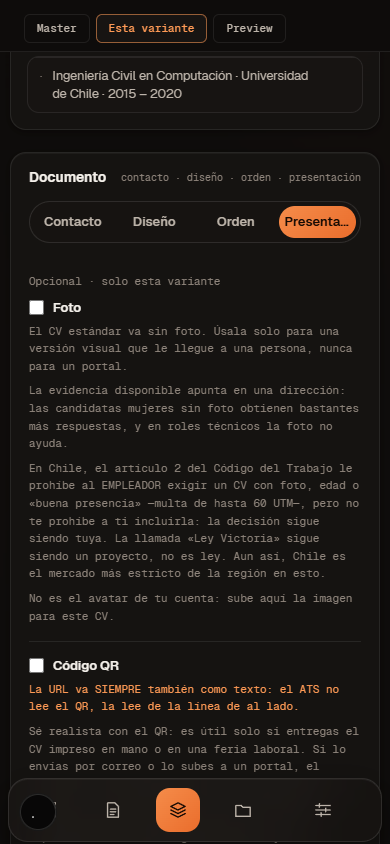 Master
Esta variante
Preview
· Ingeniería Civil en Computación · Universidad
de Chile · 2015 – 2020
Documento
contacto · diseño · orden · presentación
Contacto
Diseño
Orden
Presenta...
Opcional · solo esta variante
Foto
El CV estándar va sin foto. Úsala solo para una
versión visual que le llegue a una persona, nunca
para un portal.
La evidencia disponible apunta en una dirección:
las candidatas mujeres sin foto obtienen bastantes
más respuestas, y en roles técnicos la foto no
ayuda.
En Chile, el artículo 2 del Código del Trabajo le
prohíbe al EMPLEADOR exigir un CV con foto, edad o
«buena presencia» —multa de hasta 60 UTM—, pero no
te prohíbe a ti incluirla: la decisión sigue
siendo tuya. La llamada «Ley Victoria» sigue
siendo un proyecto, no es ley. Aun así, Chile es
el mercado más estricto de la región en esto.
No es el avatar de tu cuenta: sube aquí la imagen
para este CV.
Código QR
La URL va SIEMPRE también como texto: el ATS no
lee el QR, la lee de la línea de al lado.
Sé realista con el QR: es útil solo si entregas el
CV impreso en mano o en una feria laboral. Si lo
envías por correo o lo subes a un portal, el